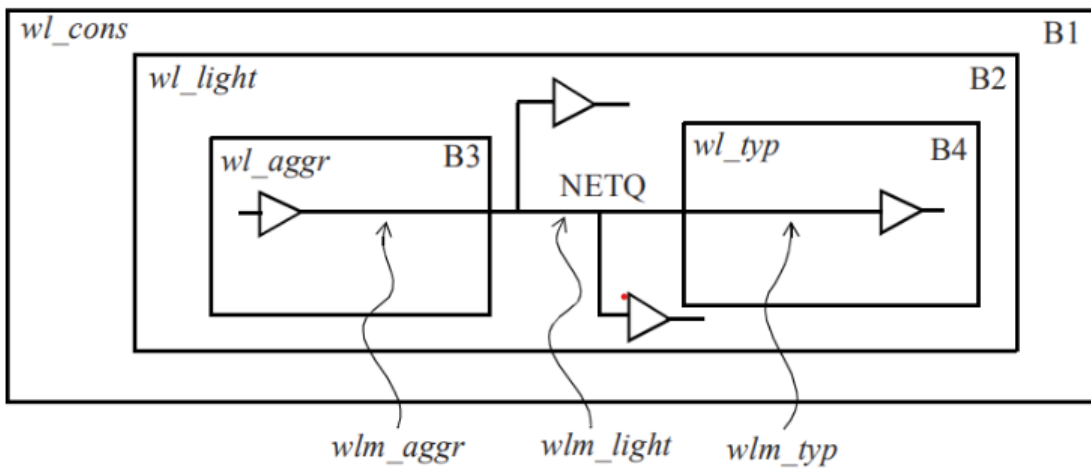 wl_cons
B1
wl_light
B2
wl_aggr
B3
NETQ
wl_typ
B4
wlm_aggr
wlm_light
wlm_typ